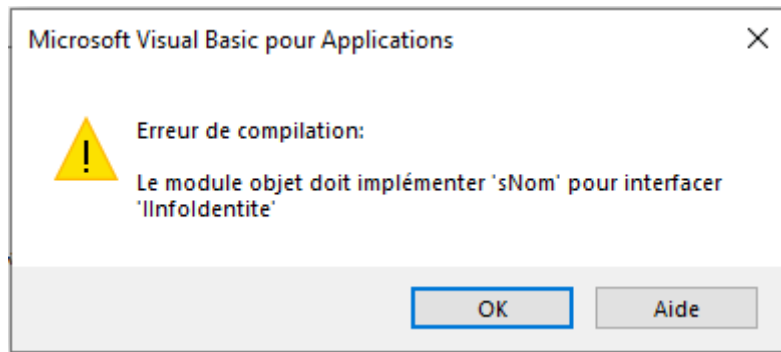 Microsoft Visual Basic pour Applications
Erreur de compilation:
Le module objet doit implémenter 'sNom' pour interfacer
'IInfoIdentite'
OK
Aide